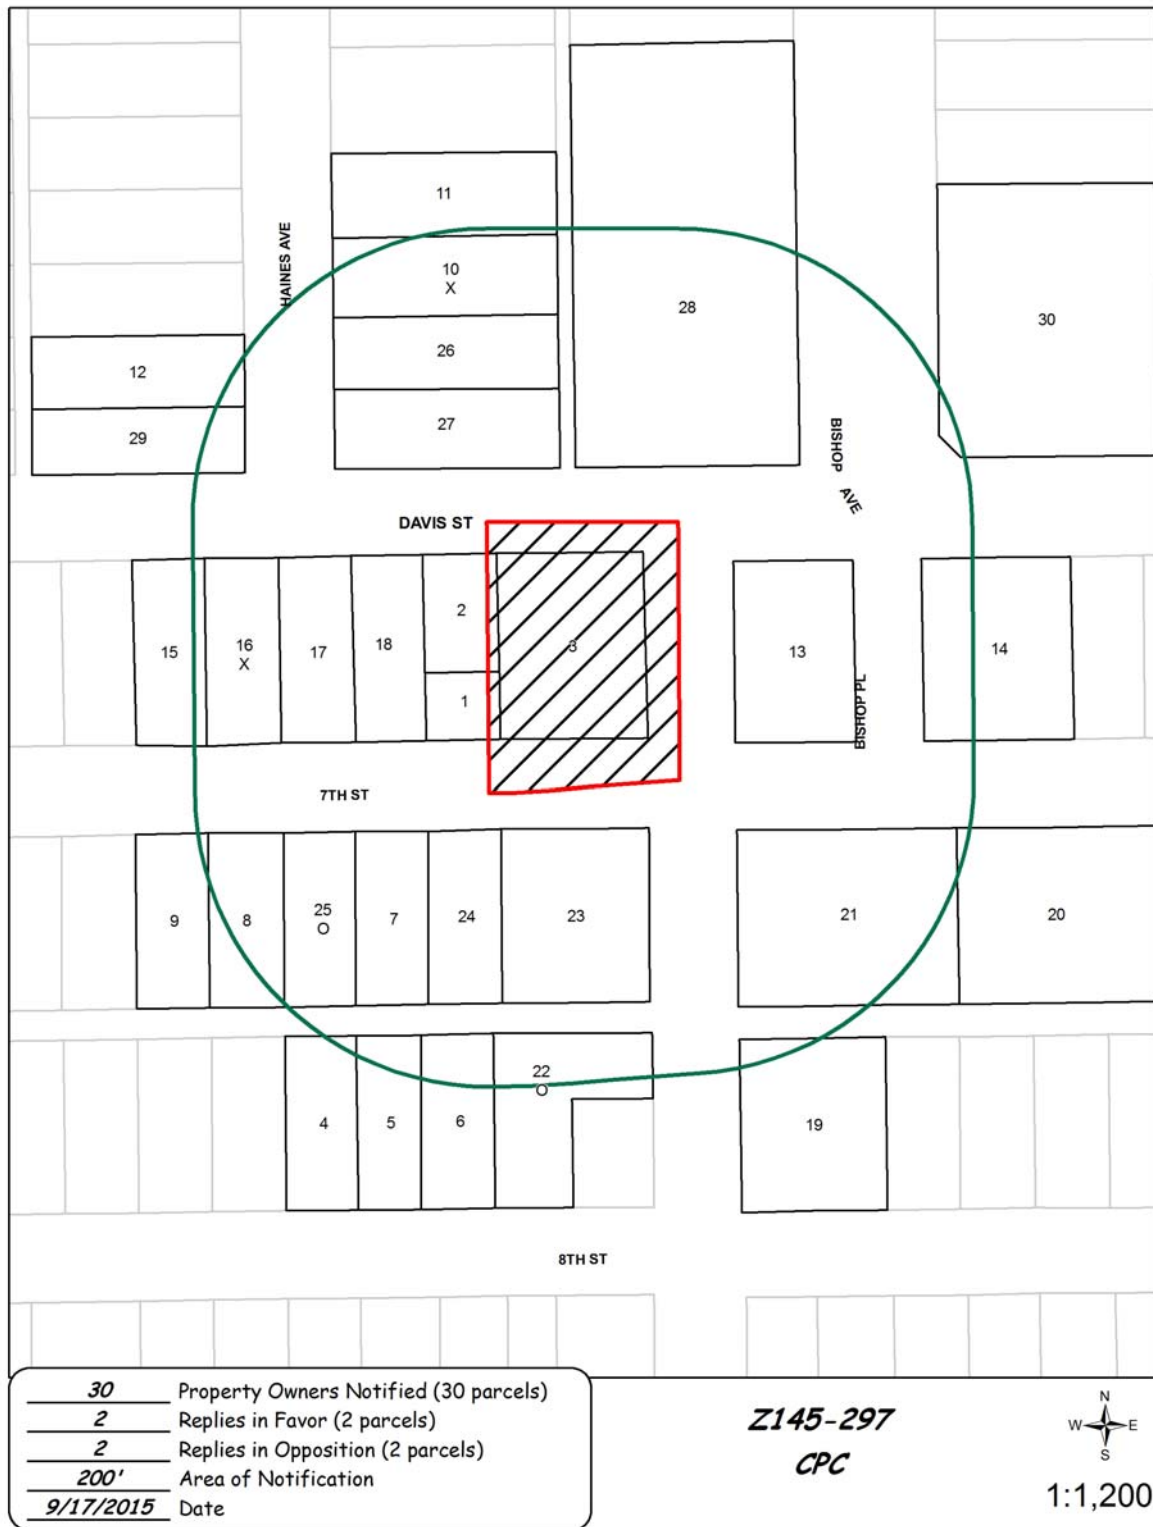 11
HAINES AVE
10
X
28
30
26
12
27
29
BISHOP
AVE
DAVIS ST
2
15
16
X
17
18
3
13
14
1
BISHOP PL
7TH ST
9
8
25
O
7
24
23
21
20
22
O
4
5
6
19
8TH ST
30 Property Owners Notified (30 parcels)
2 Replies in Favor (2 parcels)
2 Replies in Opposition (2 parcels)
200' Area of Notification
9/17/2015 Date
Z145-297
CPC
N
W E
S
1:1,200